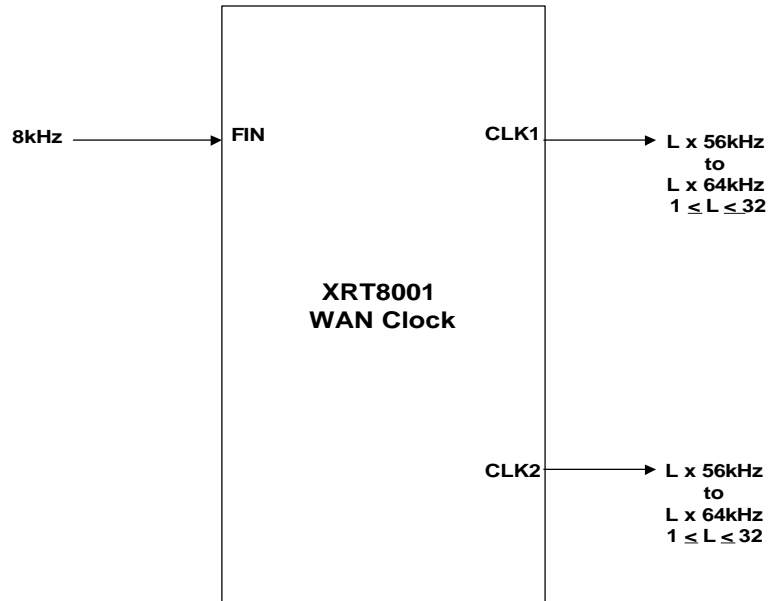 8kHz
FIN
CLK1
L x 56kHz
to
L x 64kHz
1 ≤ L ≤ 32
XRT8001
WAN Clock
CLK2
L x 56kHz
to
L x 64kHz
1 ≤ L ≤ 32